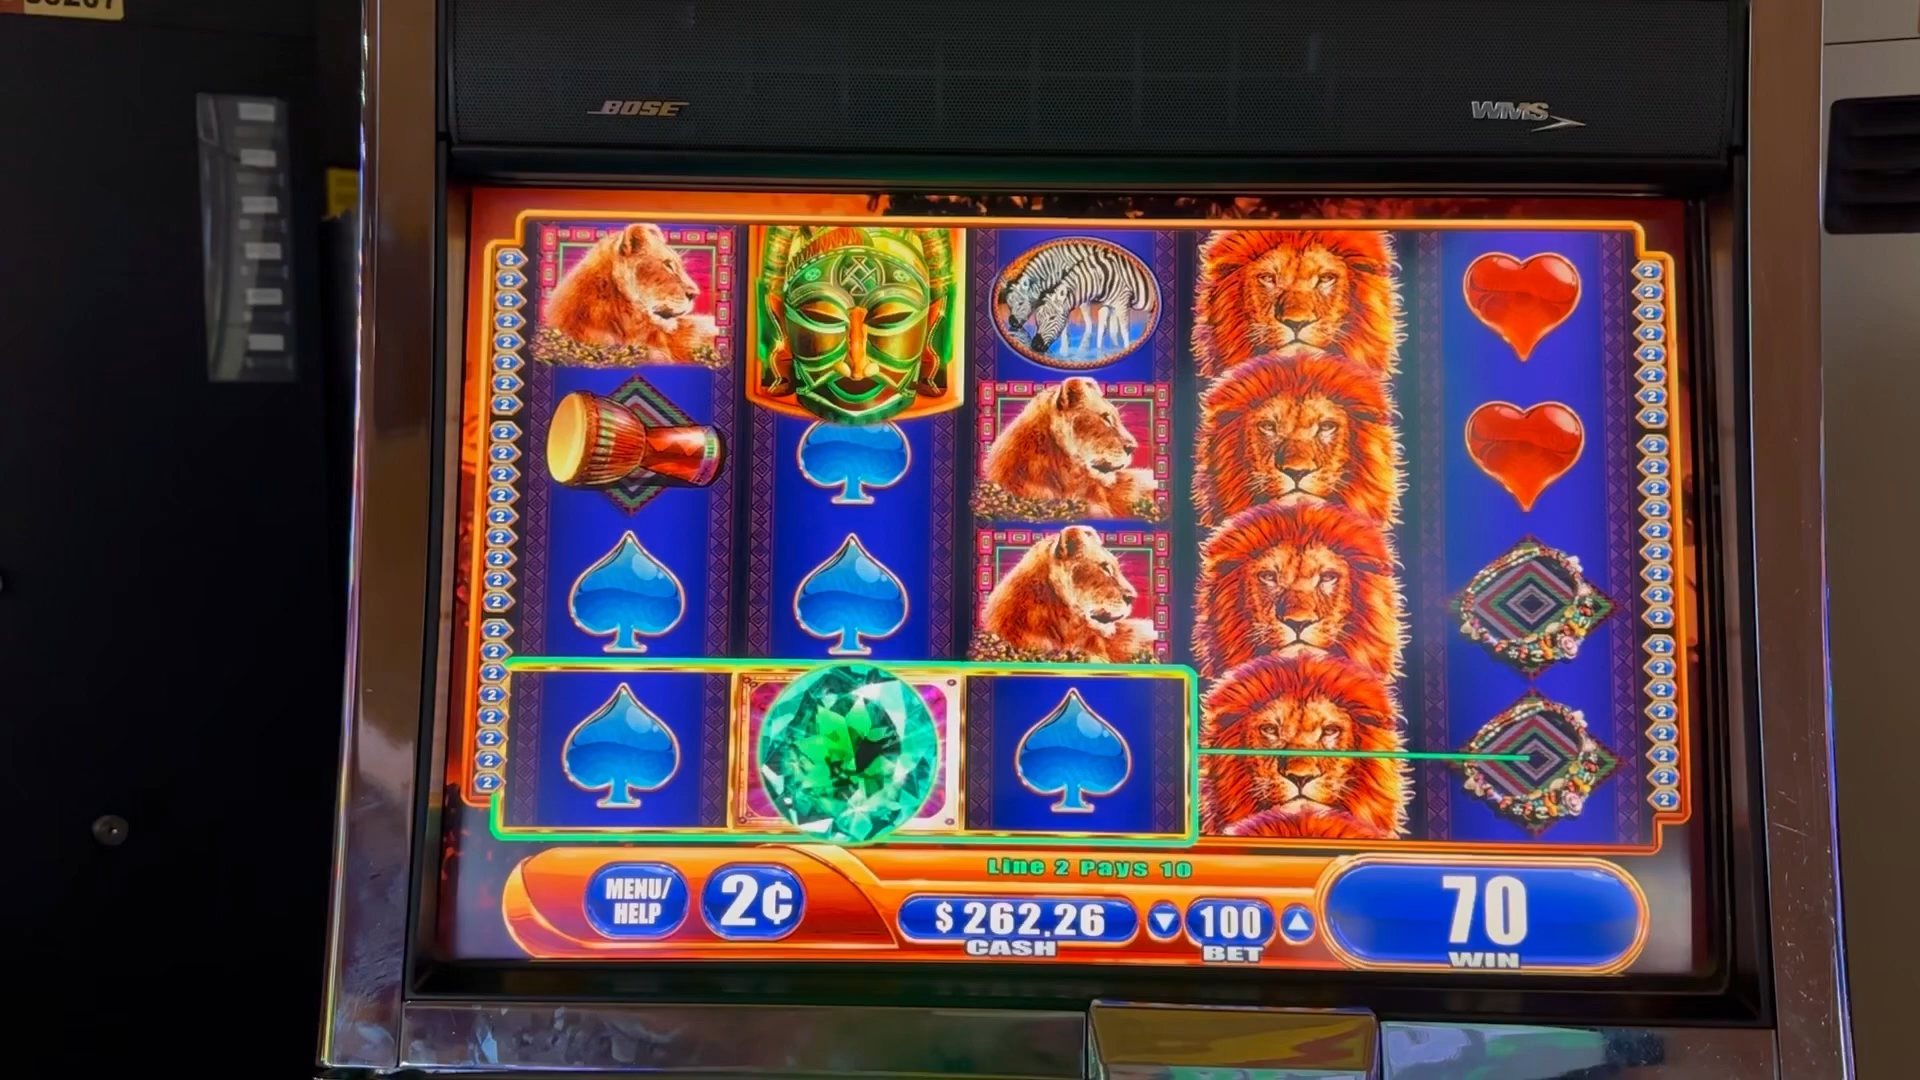 BOSE
WMS
Line 2 Pays 10
MENU/
HELP
2¢
$262.26
CASH
100
BET
70
WIN